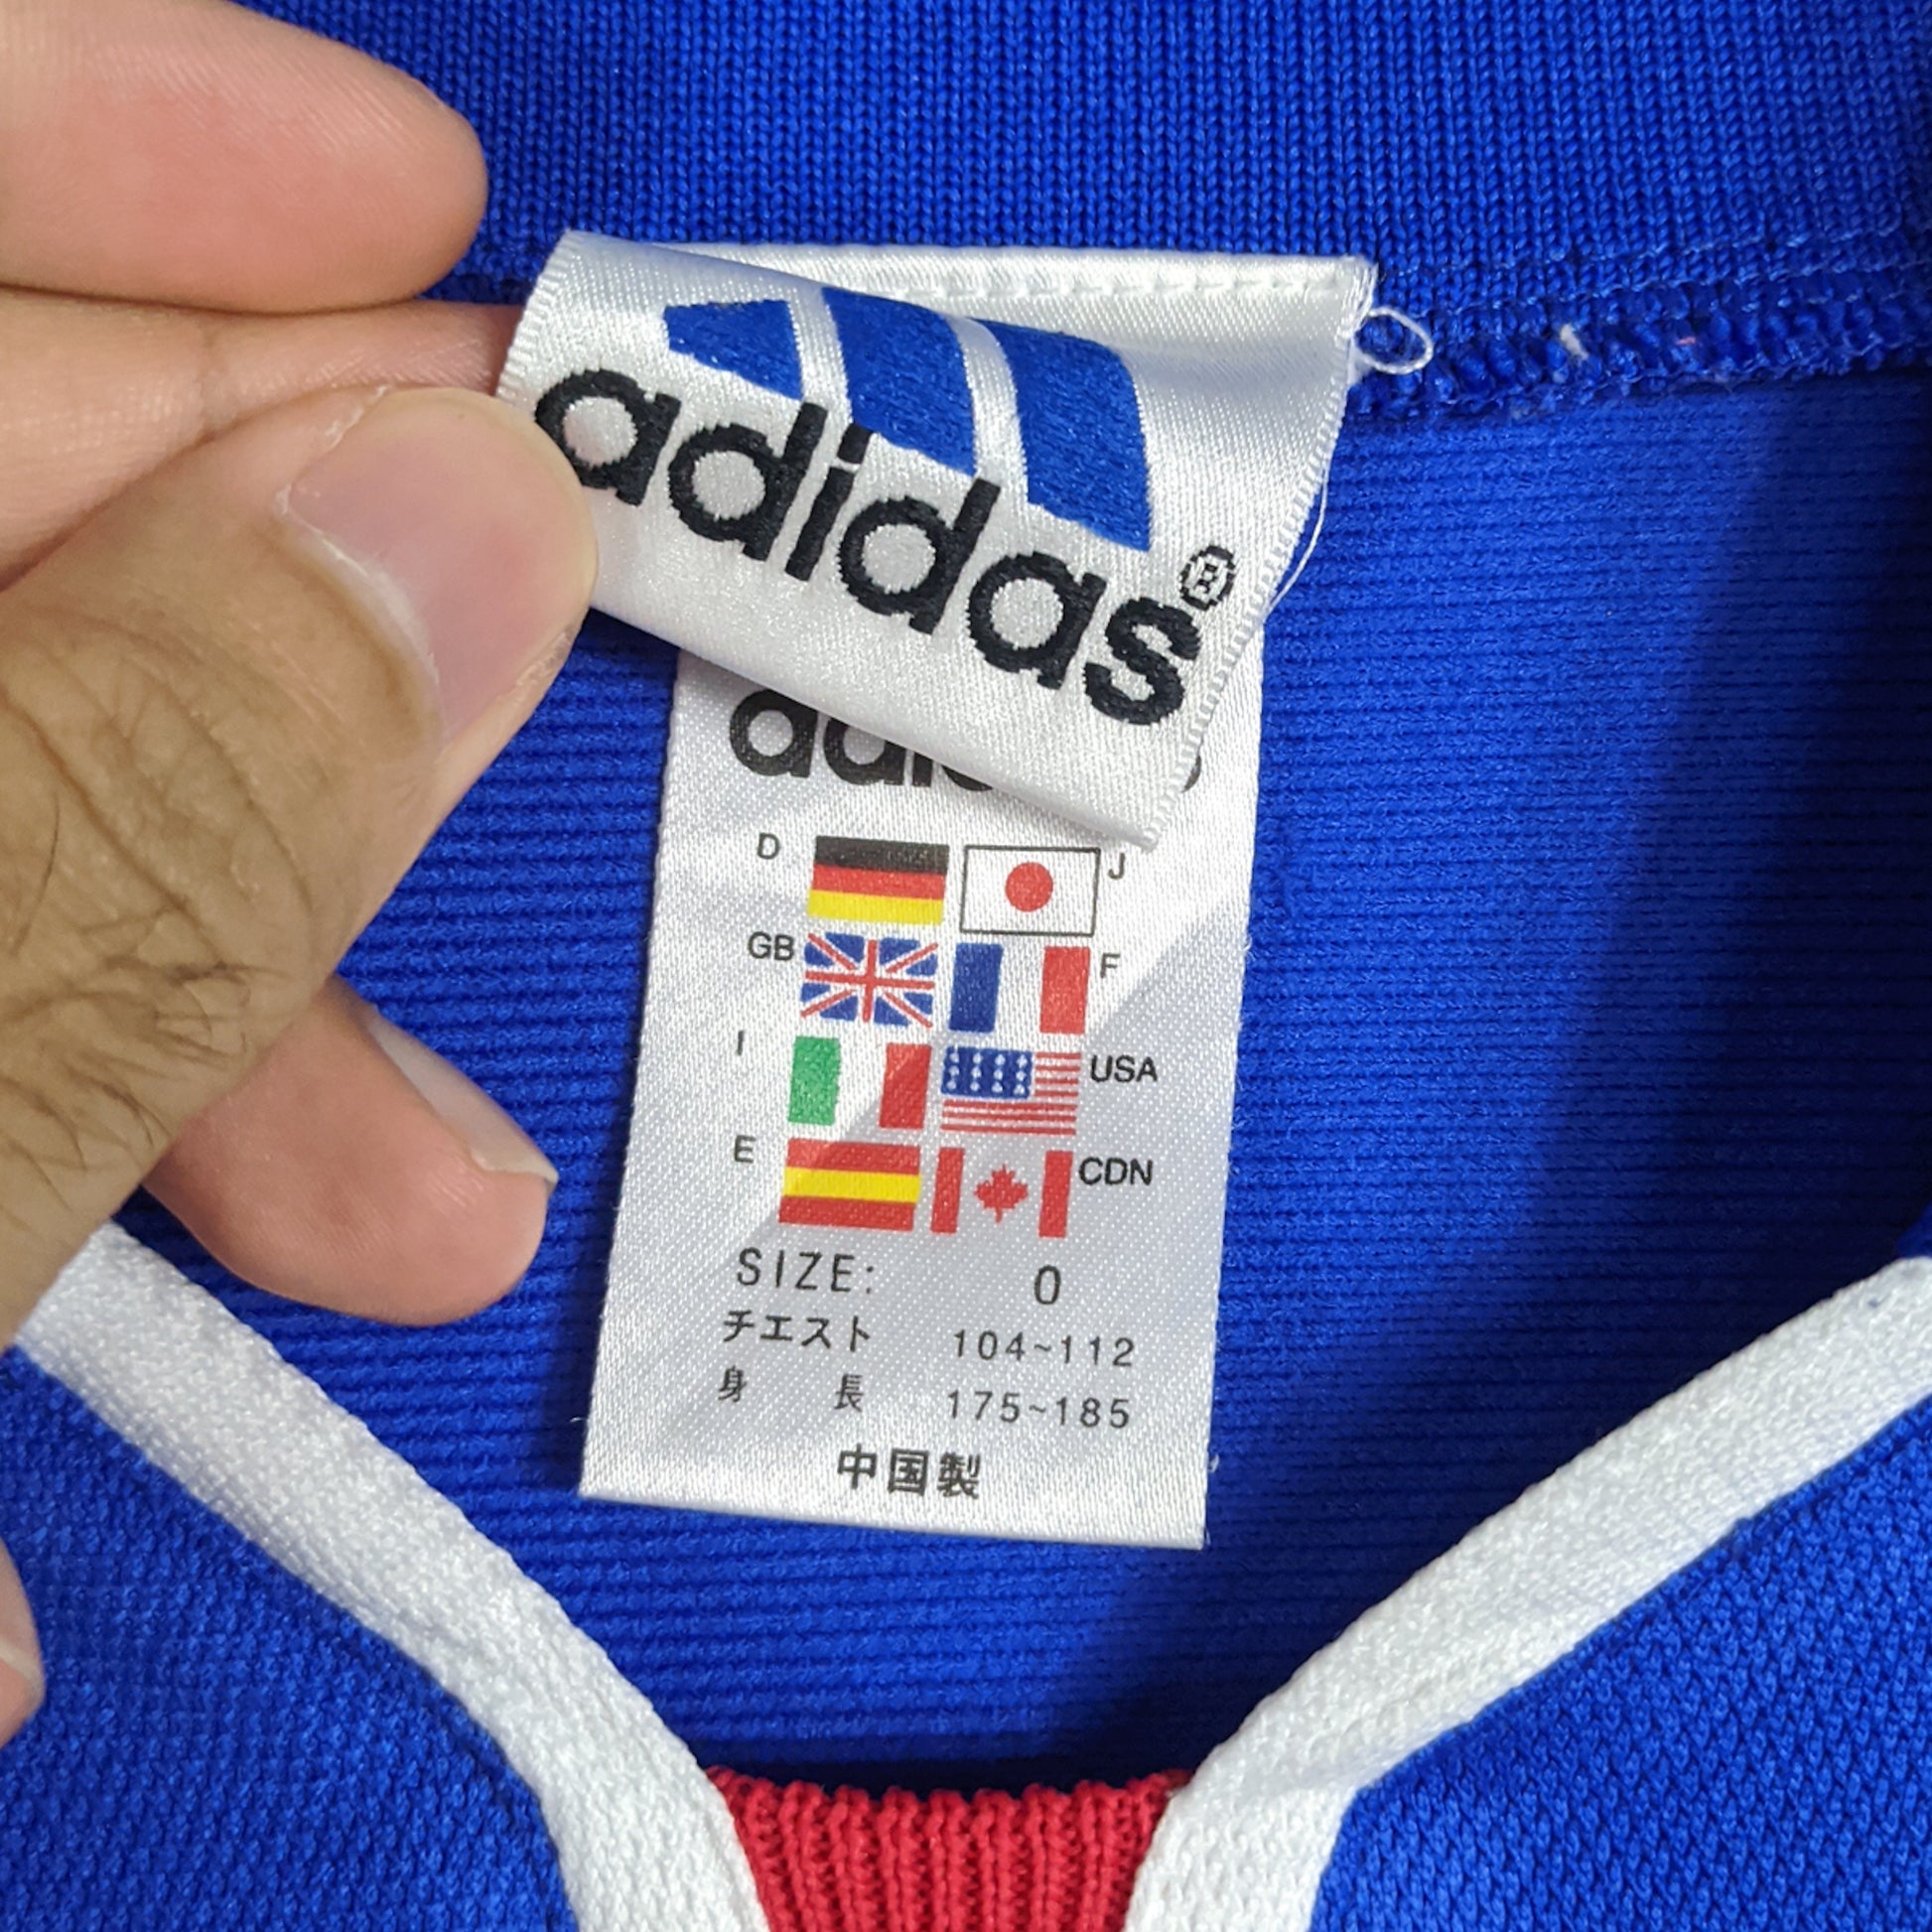 adidas®
adidas
D J
GB F
I USA
E CDN
SIZE: 0
チエスト 104~112
身 長 175~185
中国製